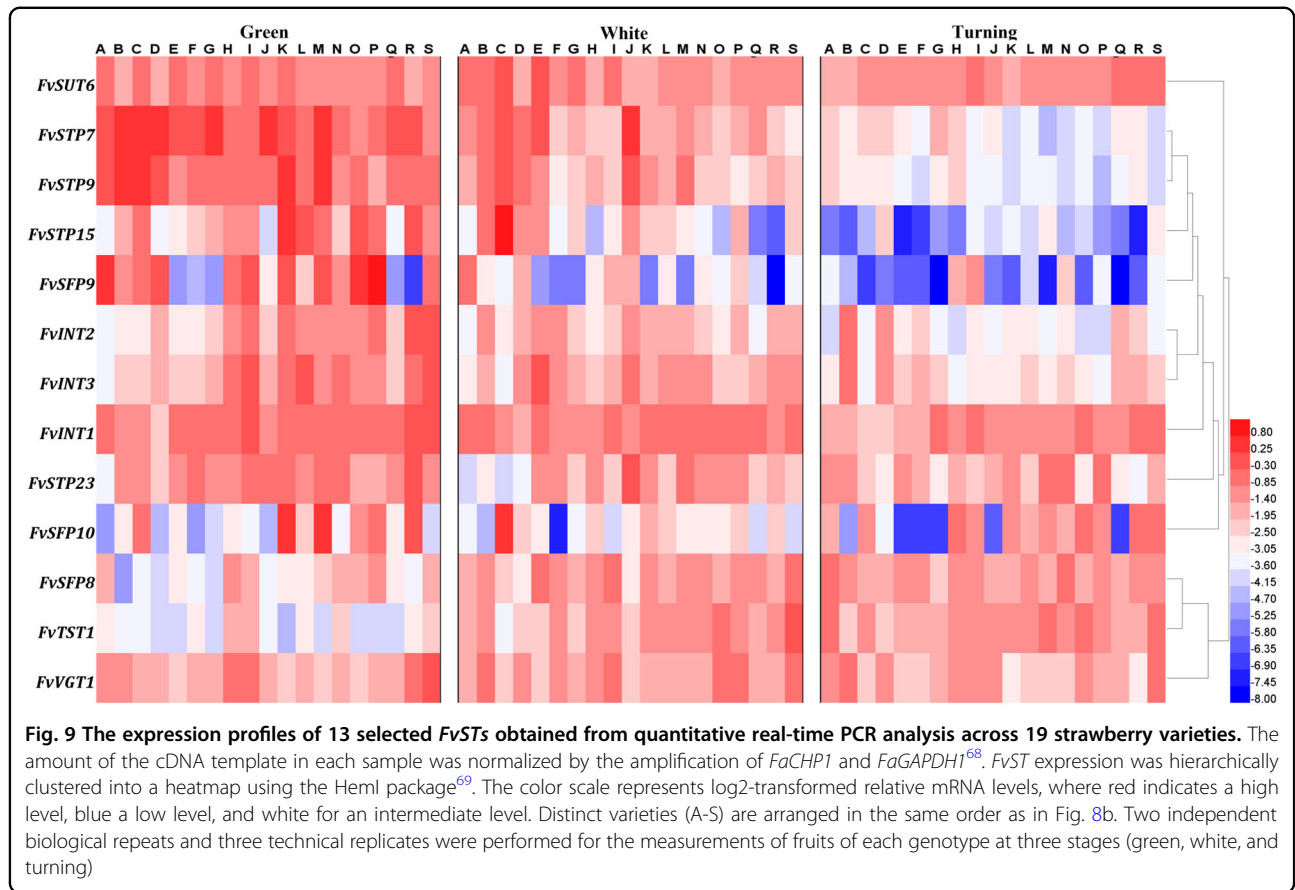 Green White Turning
A B C D E F G H I J K L M N O P Q R S A B C D E F G H I J K L M N O P Q R S A B C D E F G H I J K L M N O P Q R S
FvSUT6
FvSTP7
FvSTP9
FvSTP15
FvSFP9
FvINT2
FvINT3
FvINT1
FvSTP23
FvSFP10
FvSFP8
FvTST1
FvVGT1
0.80
0.25
-0.30
-0.85
-1.40
-1.95
-2.50
-3.05
-3.60
-4.15
-4.70
-5.25
-5.80
-6.35
-6.90
-7.45
-8.00
Fig. 9 The expression profiles of 13 selected FvSTs obtained from quantitative real-time PCR analysis across 19 strawberry varieties. The
amount of the cDNA template in each sample was normalized by the amplification of FaCHP1 and FaGAPDH168. FvST expression was hierarchically
clustered into a heatmap using the HemI package69. The color scale represents log2-transformed relative mRNA levels, where red indicates a high
level, blue a low level, and white for an intermediate level. Distinct varieties (A-S) are arranged in the same order as in Fig. 8b. Two independent
biological repeats and three technical replicates were performed for the measurements of fruits of each genotype at three stages (green, white, and
turning)